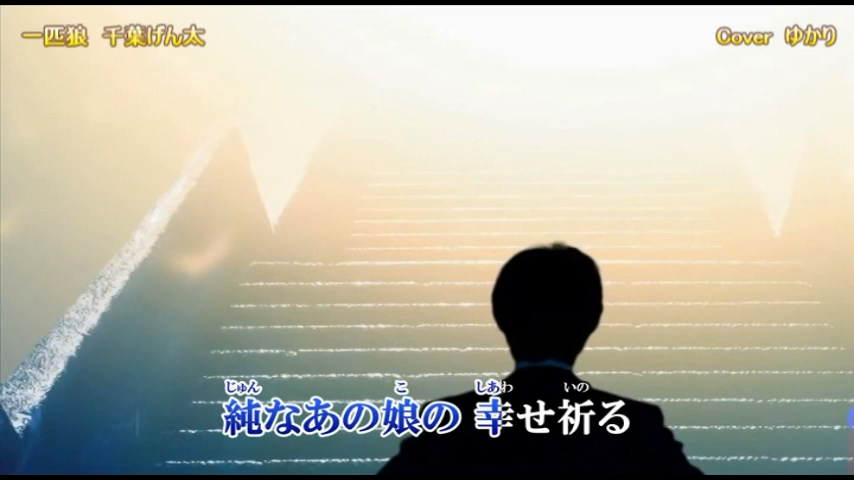 一匹狼　千葉げん太
Cover　ゆかり
じゅん こ しあわ いの
純なあの娘の 幸せ祈る